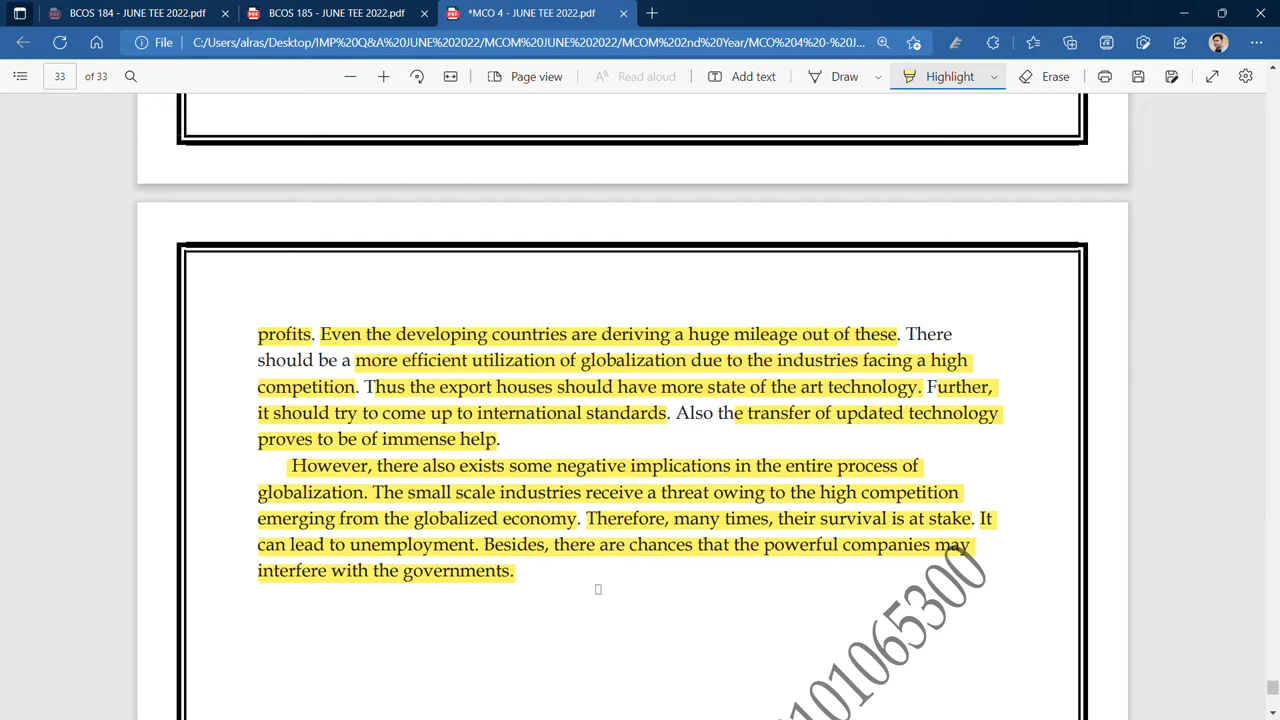 BCOS 184 - JUNE TEE 2022.pdf
BCOS 185 - JUNE TEE 2022.pdf
*MCO 4 - JUNE TEE 2022.pdf
File
C:/Users/alras/Desktop/IMP%20Q&A%20JUNE%202022/MCOM%20JUNE%202022/MCOM%202nd%20Year/MCO%204%20-%20J...
33 of 33
Page view
Read aloud
Add text
Draw
Highlight
Erase
profits. Even the developing countries are deriving a huge mileage out of these. There
should be a more efficient utilization of globalization due to the industries facing a high
competition. Thus the export houses should have more state of the art technology. Further,
it should try to come up to international standards. Also the transfer of updated technology
proves to be of immense help.
However, there also exists some negative implications in the entire process of
globalization. The small scale industries receive a threat owing to the high competition
emerging from the globalized economy. Therefore, many times, their survival is at stake. It
can lead to unemployment. Besides, there are chances that the powerful companies may
interfere with the governments.